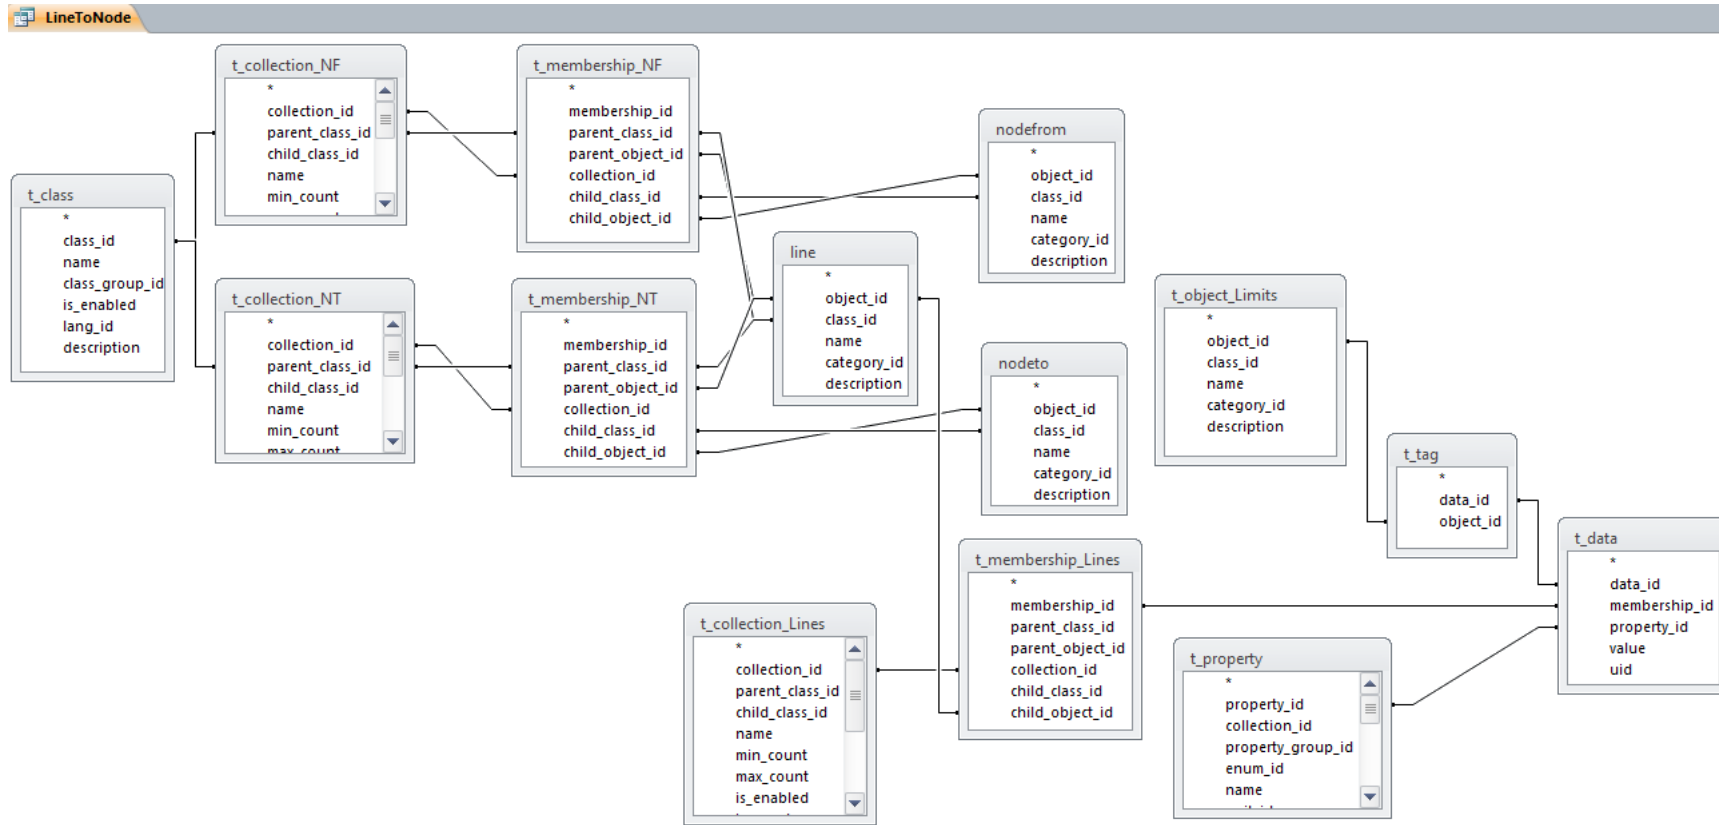 LineToNode
t_collection_NF
*
collection_id
parent_class_id
child_class_id
name
min_count
t_membership_NF
*
membership_id
parent_class_id
parent_object_id
collection_id
child_class_id
child_object_id
nodefrom
*
object_id
class_id
name
category_id
description
t_class
*
class_id
name
class_group_id
is_enabled
lang_id
description
line
*
object_id
class_id
name
category_id
description
t_collection_NT
*
collection_id
parent_class_id
child_class_id
name
min_count
max_count
t_membership_NT
*
membership_id
parent_class_id
parent_object_id
collection_id
child_class_id
child_object_id
nodeto
*
object_id
class_id
name
category_id
description
t_object_Limits
*
object_id
class_id
name
category_id
description
t_tag
*
data_id
object_id
t_data
*
data_id
membership_id
property_id
value
uid
t_membership_Lines
*
membership_id
parent_class_id
parent_object_id
collection_id
child_class_id
child_object_id
t_collection_Lines
*
collection_id
parent_class_id
child_class_id
name
min_count
max_count
is_enabled
t_property
*
property_id
collection_id
property_group_id
enum_id
name